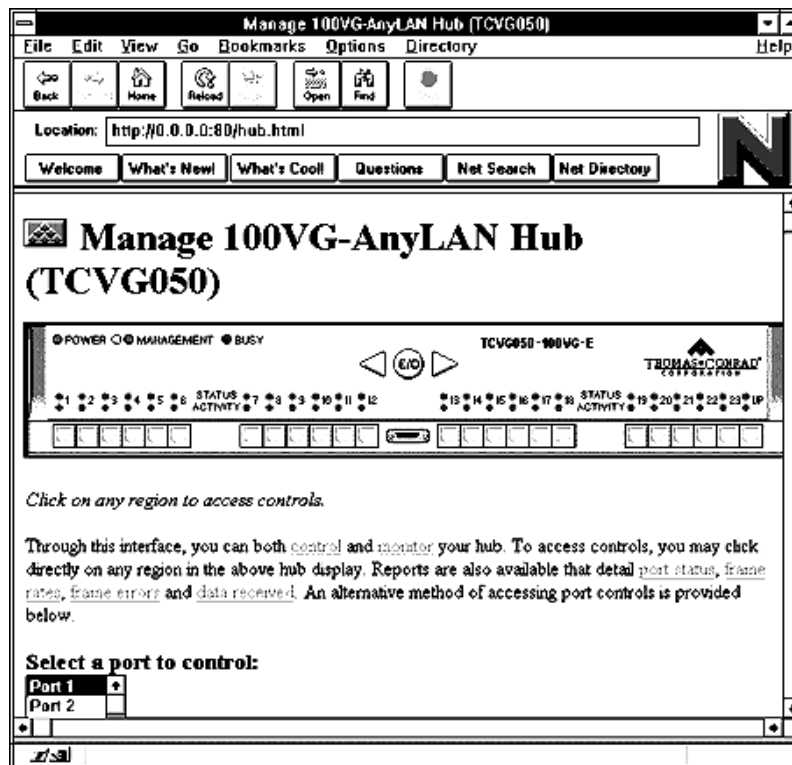 Manage 100VG-AnyLAN Hub (TCVG050)
File Edit View Go Bookmarks Options Directory Help
Back Home Reload Open Find
Location: http://0.0.0.0:80/hub.html
Welcome What's New! What's Cool! Questions Net Search Net Directory
N
Manage 100VG-AnyLAN Hub
(TCVG050)
POWER MANAGEMENT BUSY TCVG050-100VG-E
E/O
THOMAS-CONRAD
CORPORATION
1 2 3 4 5 6 STATUS ACTIVITY 7 8 9 10 11 12 13 14 15 16 17 18 STATUS ACTIVITY 19 20 21 22 23 UP
Click on any region to access controls.
Through this interface, you can both control and monitor your hub. To access controls, you may click
directly on any region in the above hub display. Reports are also available that detail port status, frame
rates, frame errors and data received. An alternative method of accessing port controls is provided
below.
Select a port to control:
Port 1
Port 2